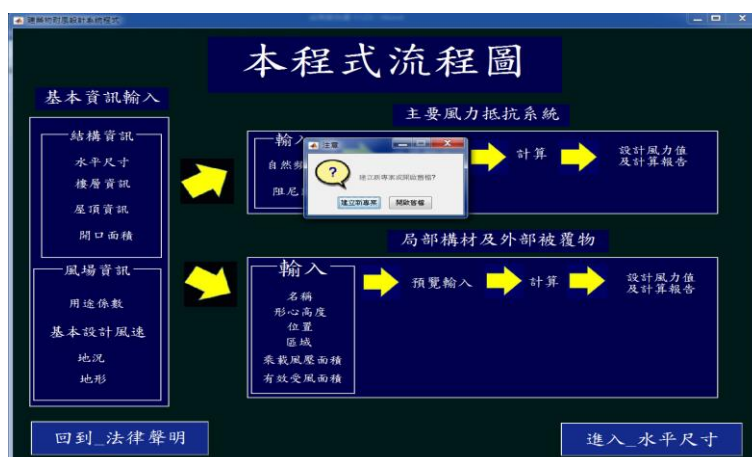 建築物耐風設計系統程式
本程式流程圖
基本資訊輸入
結構資訊
水平尺寸
樓層資訊
屋頂資訊
開口面積
風場資訊
用途係數
基本設計風速
地況
地形
主要風力抵抗系統
輸入
自然頻
阻尼
計算
設計風力值
及計算報告
注意
建立新專案或開啟舊檔?
建立新專案
開啟舊檔
局部構材及外部被覆物
輸入
名稱
形心高度
位置
區域
乘載風壓面積
有效受風面積
預覽輸入
計算
設計風力值
及計算報告
回到_法律聲明
進入_水平尺寸